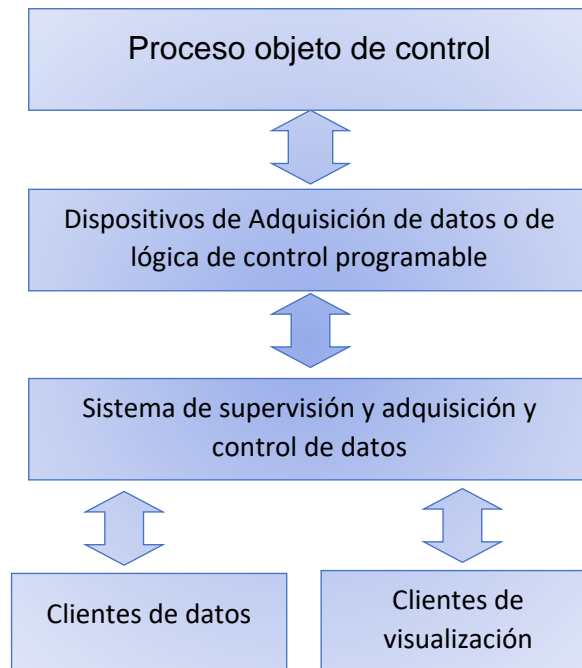 Proceso objeto de control
Dispositivos de Adquisición de datos o de
lógica de control programable
Sistema de supervisión y adquisición y
control de datos
Clientes de datos
Clientes de
visualización